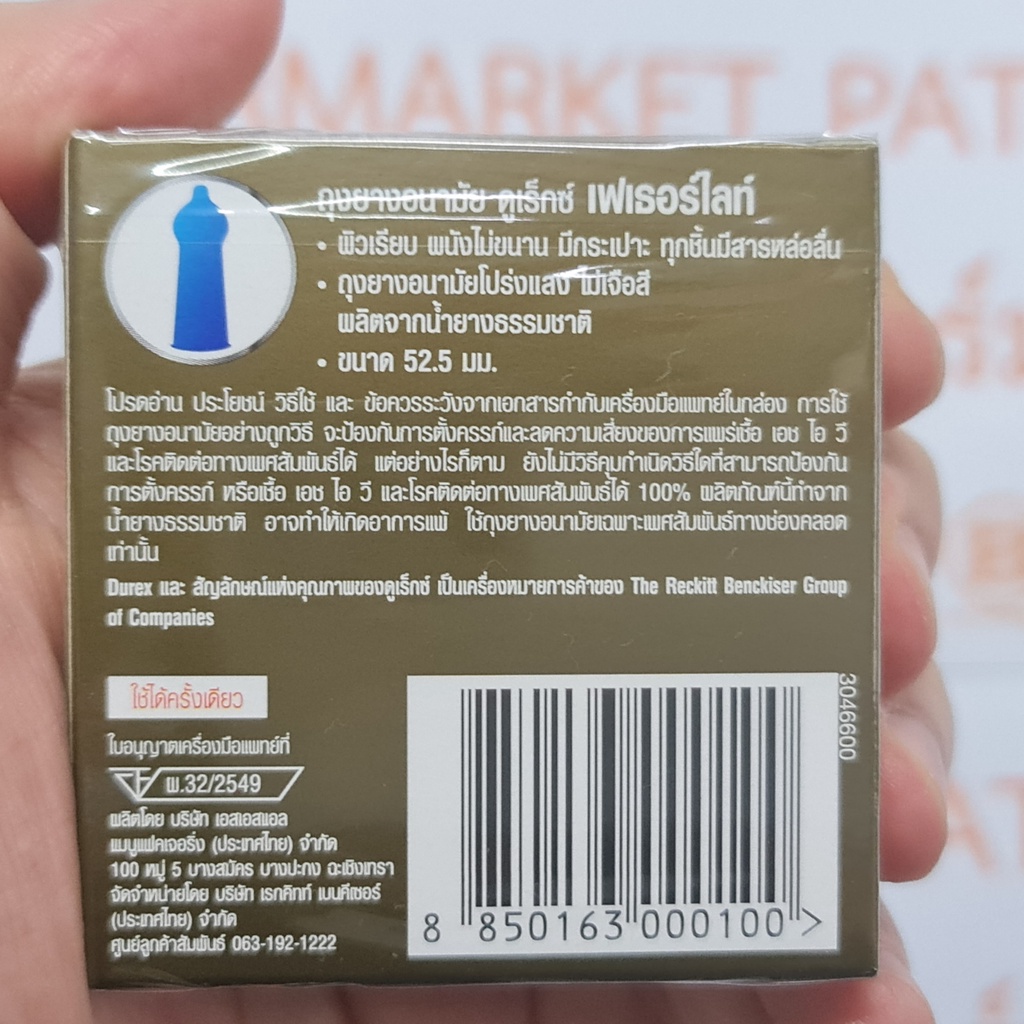 AMARKET PAT
ถุงยางอนามัย ดูเร็กซ์ เฟเธอร์ไลท์
• ผิวเรียบ ผนังไม่ขนาน มีกระเปาะ ทุกชิ้นมีสารหล่อลื่น
• ถุงยางอนามัยโปร่งแสง ไม่เจือสี
ผลิตจากน้ำยางธรรมชาติ
• ขนาด 52.5 มม.
โปรดอ่าน ประโยชน์ วิธีใช้ และ ข้อควรระวังจากเอกสารกำกับเครื่องมือแพทย์ในกล่อง การใช้
ถุงยางอนามัยอย่างถูกวิธี จะป้องกันการตั้งครรภ์และลดความเสี่ยงของการแพร่เชื้อ เอช ไอ วี
และโรคติดต่อทางเพศสัมพันธ์ได้ แต่อย่างไรก็ตาม ยังไม่มีวิธีคุมกำเนิดวิธีใดที่สามารถป้องกัน
การตั้งครรภ์ หรือเชื้อ เอช ไอ วี และโรคติดต่อทางเพศสัมพันธ์ได้ 100% ผลิตภัณฑ์นี้ทำจาก
น้ำยางธรรมชาติ อาจทำให้เกิดอาการแพ้ ใช้ถุงยางอนามัยเฉพาะเพศสัมพันธ์ทางช่องคลอด
เท่านั้น
Durex และ สัญลักษณ์แห่งคุณภาพของดูเร็กซ์ เป็นเครื่องหมายการค้าของ The Reckitt Benckiser Group
of Companies
ใช้ได้ครั้งเดียว
ใบอนุญาตเครื่องมือแพทย์ที่
ผ.32/2549
ผลิตโดย บริษัท เอสเอสแอล
แมนูแฟคเจอริ่ง (ประเทศไทย) จำกัด
100 หมู่ 5 บางสมัคร บางปะกง ฉะเชิงเทรา
จัดจำหน่ายโดย บริษัท เรกคิทท์ เบนคีเซอร์
(ประเทศไทย) จำกัด
ศูนย์ลูกค้าสัมพันธ์ 063-192-1222
3046600
8 850163 000100 >